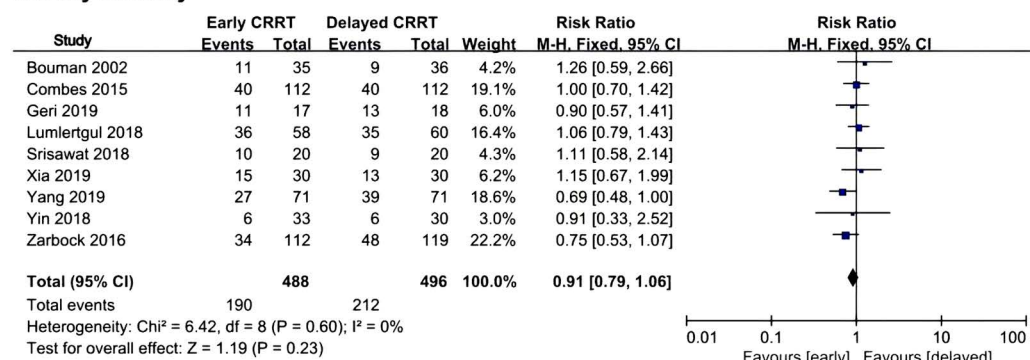 Early CRRT Delayed CRRT Risk Ratio Risk Ratio
Study Events Total Events Total Weight M-H, Fixed, 95% CI M-H, Fixed, 95% CI
Bouman 2002 11 35 9 36 4.2% 1.26 [0.59, 2.66]
Combes 2015 40 112 40 112 19.1% 1.00 [0.70, 1.42]
Geri 2019 11 17 13 18 6.0% 0.90 [0.57, 1.41]
Lumlertgul 2018 36 58 35 60 16.4% 1.06 [0.79, 1.43]
Srisawat 2018 10 20 9 20 4.3% 1.11 [0.58, 2.14]
Xia 2019 15 30 13 30 6.2% 1.15 [0.67, 1.99]
Yang 2019 27 71 39 71 18.6% 0.69 [0.48, 1.00]
Yin 2018 6 33 6 30 3.0% 0.91 [0.33, 2.52]
Zarbock 2016 34 112 48 119 22.2% 0.75 [0.53, 1.07]
Total (95% CI) 488 496 100.0% 0.91 [0.79, 1.06]
Total events 190 212
Heterogeneity: Chi² = 6.42, df = 8 (P = 0.60); I² = 0%
Test for overall effect: Z = 1.19 (P = 0.23)
0.01 0.1 1 10 100
Favours [early] Favours [delayed]